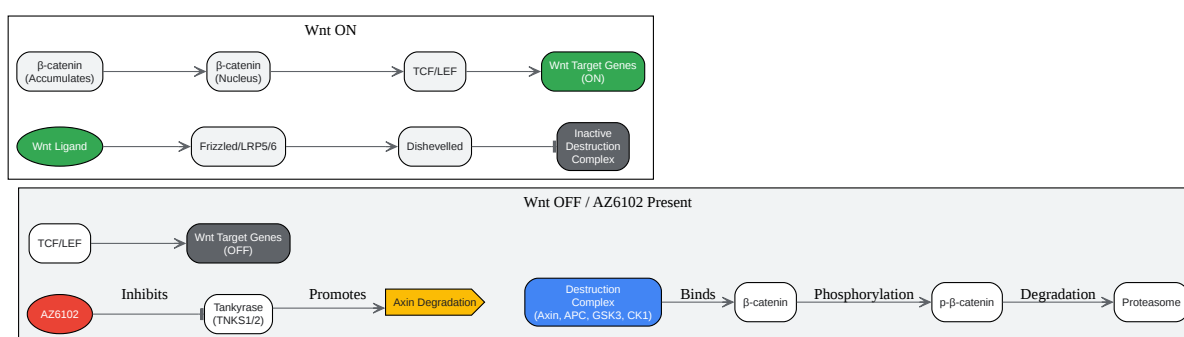 Wnt ON
β-catenin
(Accumulates)
β-catenin
(Nucleus)
TCF/LEF
Wnt Target Genes
(ON)
Wnt Ligand
Frizzled/LRP5/6
Dishevelled
Inactive
Destruction
Complex
Wnt OFF / AZ6102 Present
TCF/LEF
Wnt Target Genes
(OFF)
AZ6102
Inhibits
Tankyrase
(TNKS1/2)
Promotes
Axin Degradation
Destruction
Complex
(Axin, APC, GSK3, CK1)
Binds
β-catenin
Phosphorylation
p-β-catenin
Degradation
Proteasome